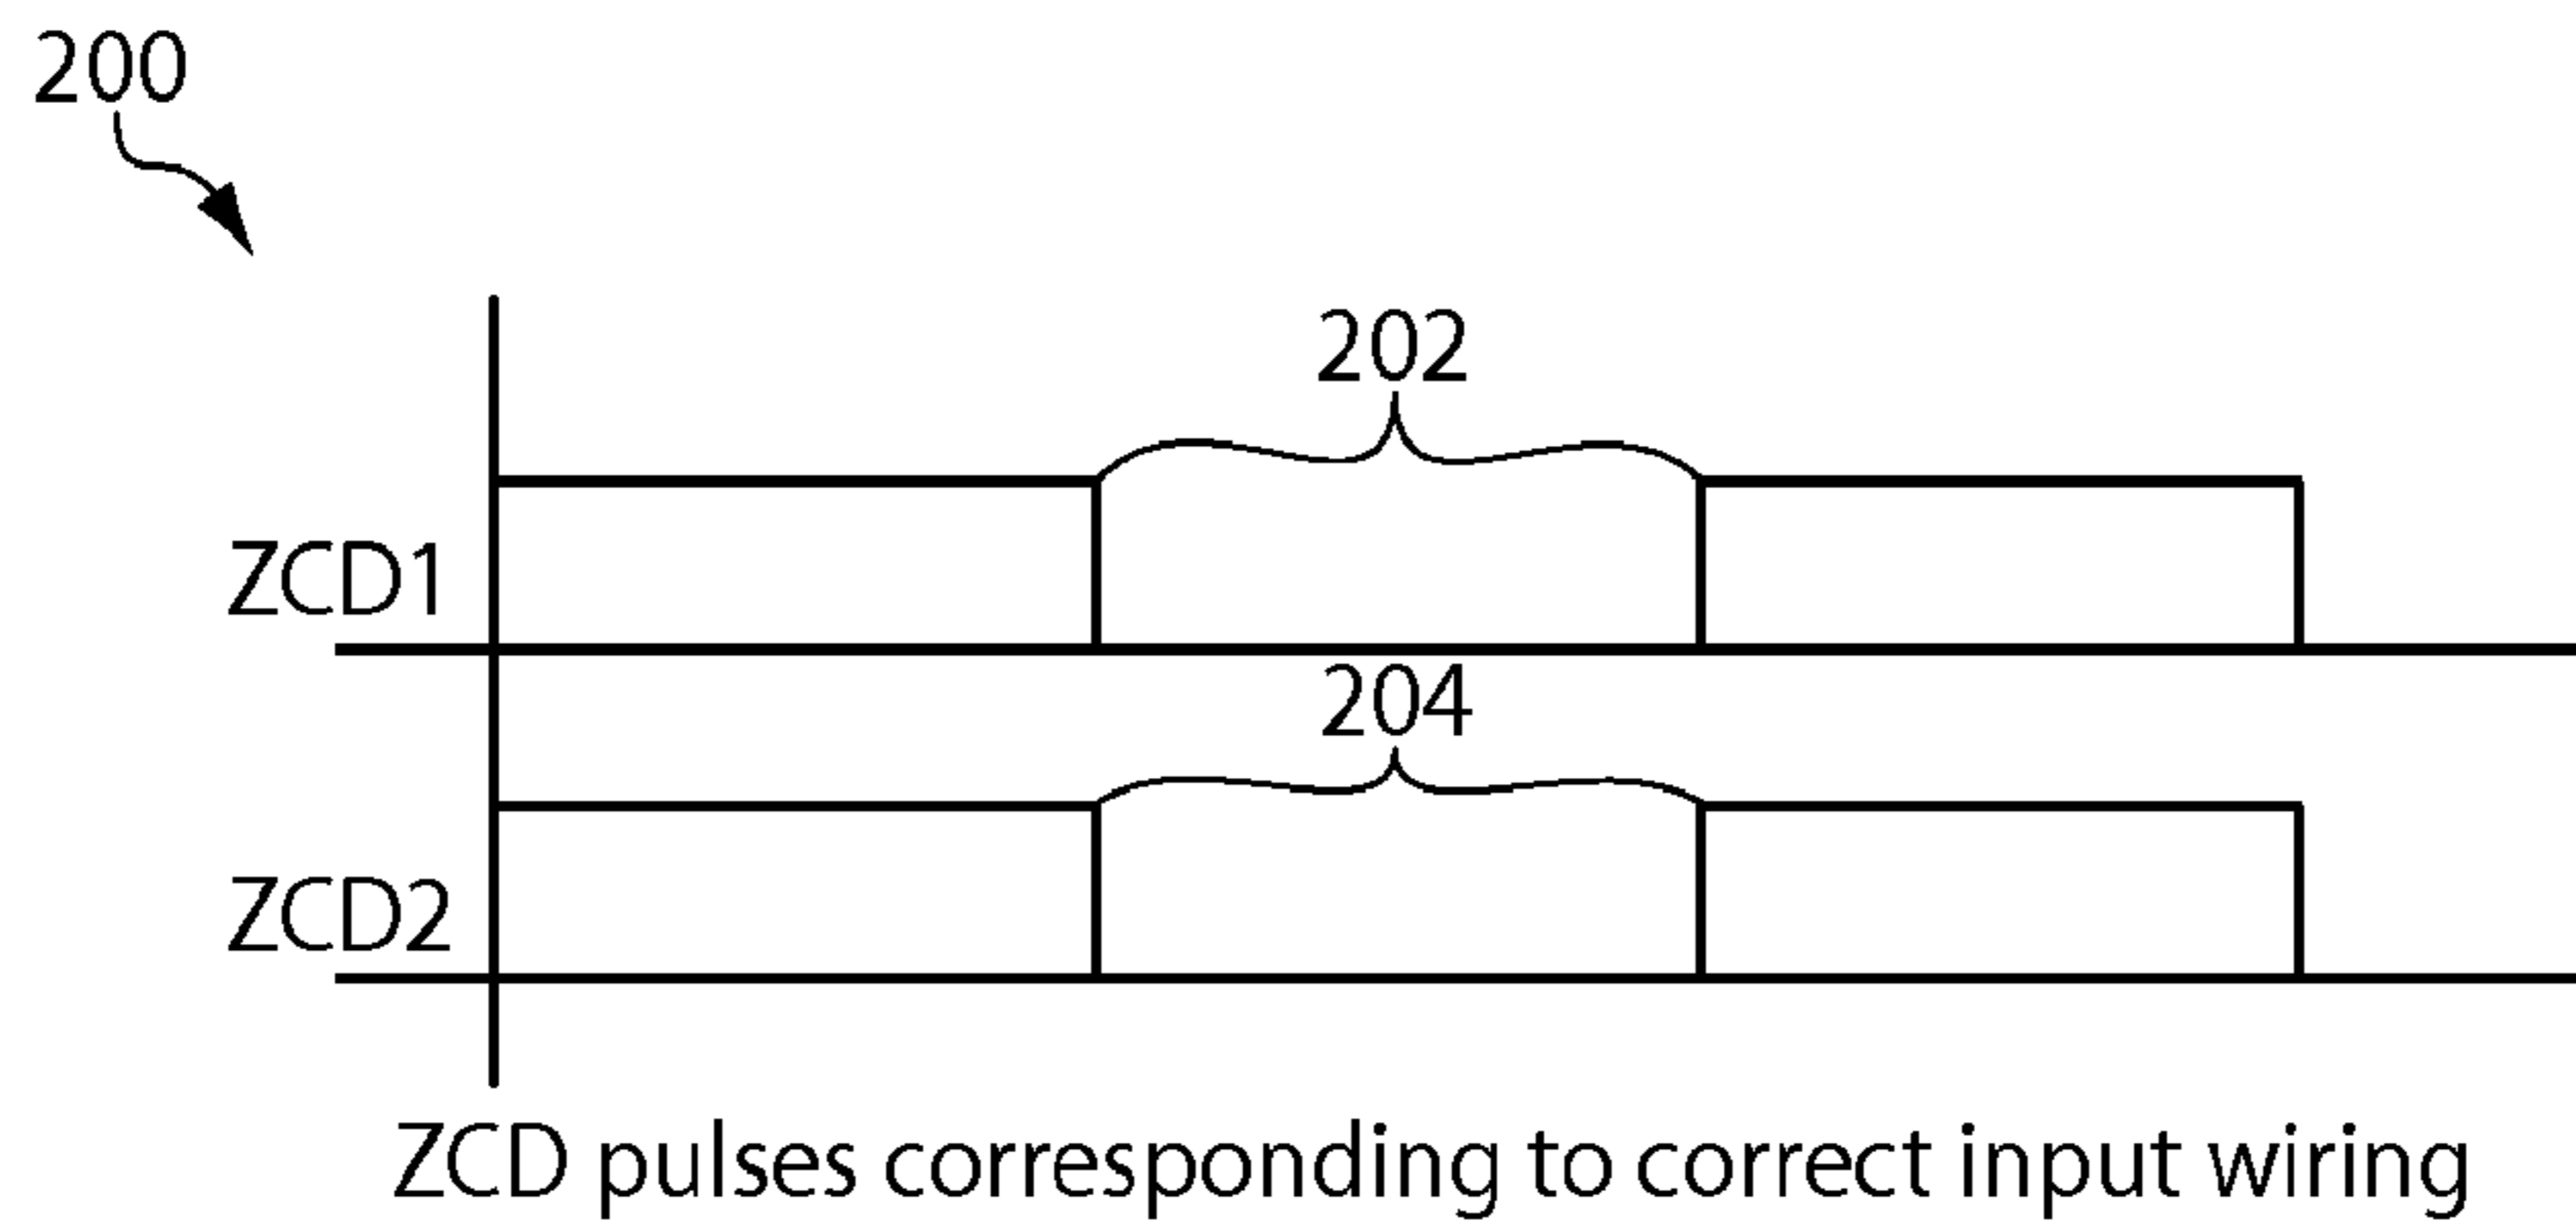 200
202
ZCD1
204
ZCD2
ZCD pulses corresponding to correct input wiring